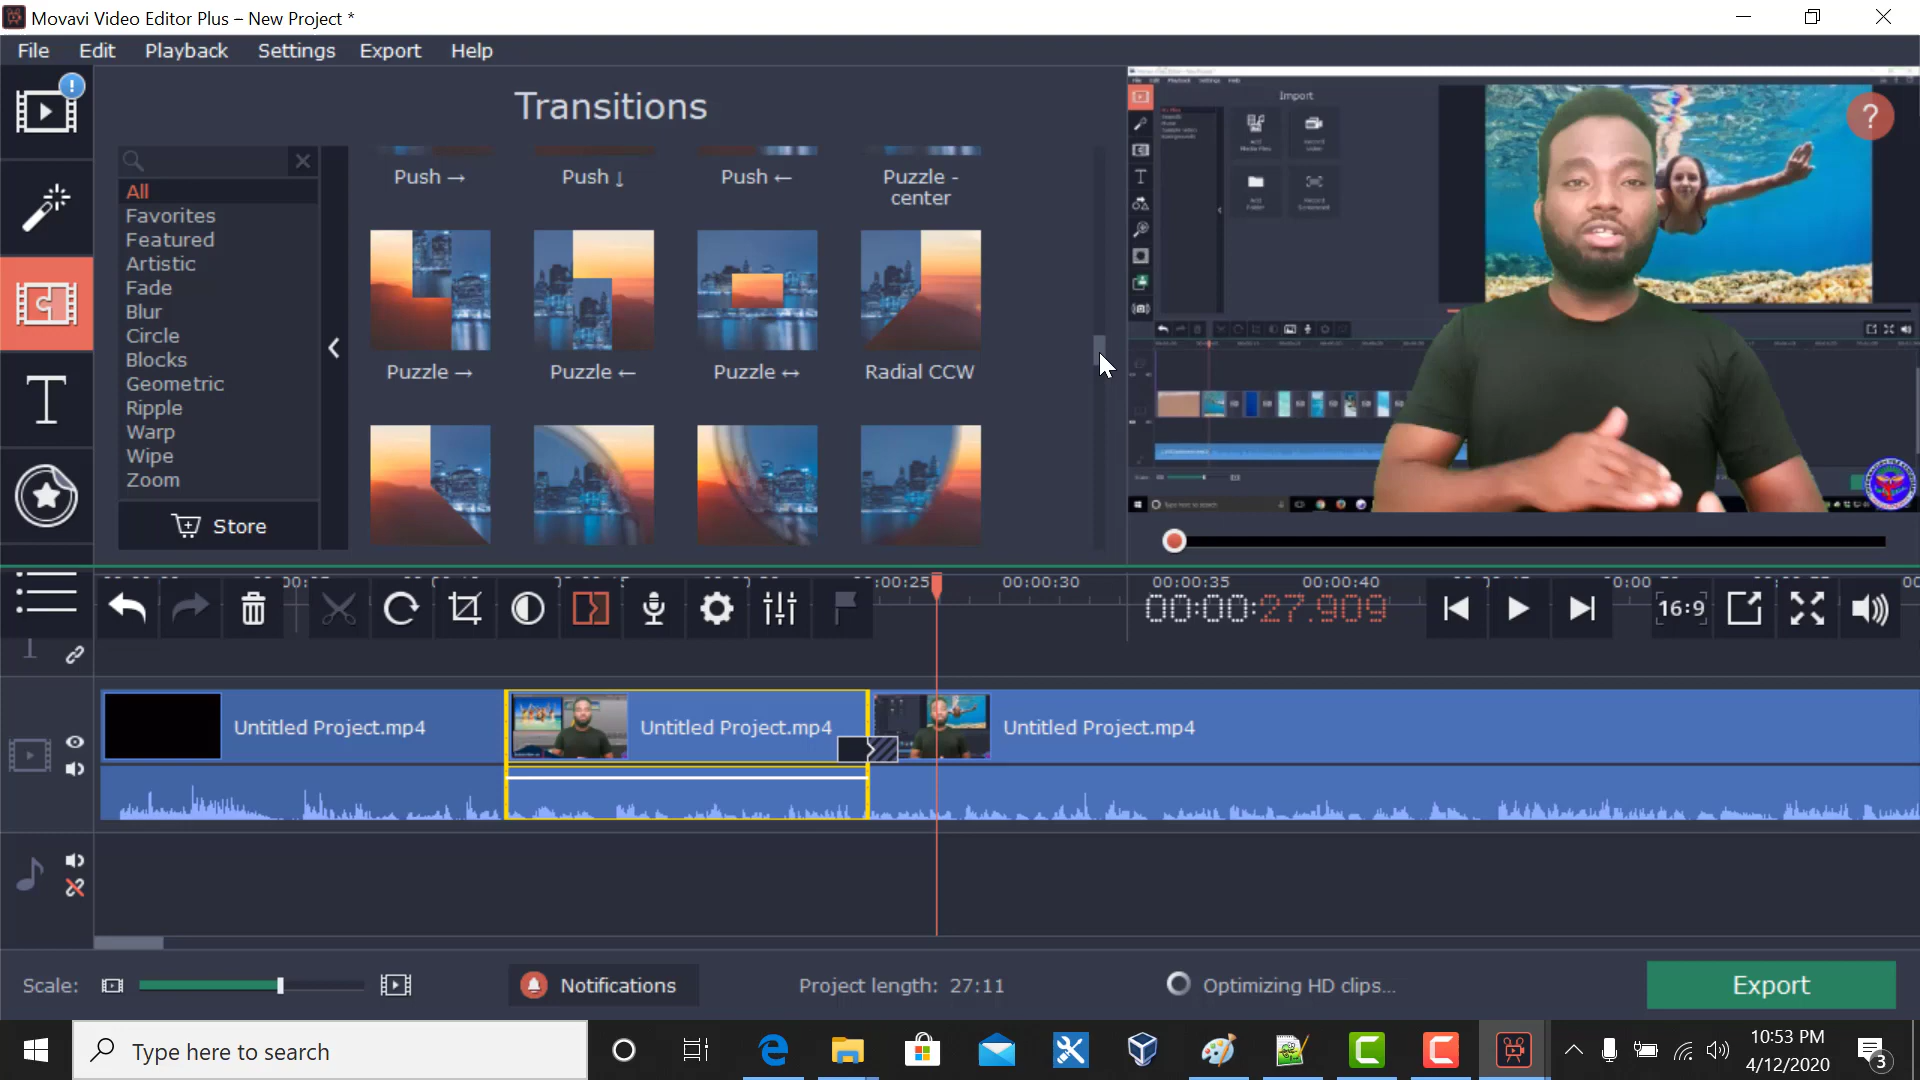 Movavi Video Editor Plus – New Project *
File Edit Playback Settings Export Help
Transitions
All
Favorites
Featured
Artistic
Fade
Blur
Circle
Blocks
Geometric
Ripple
Warp
Wipe
Zoom
Store
Push → Push ↓ Push ← Puzzle -
center
Puzzle → Puzzle ← Puzzle ↔ Radial CCW
Import
?
00:00:30 00:00:35 00:00:40
00:00:27.909
16:9
Untitled Project.mp4 Untitled Project.mp4 Untitled Project.mp4
Scale: Notifications Project length: 27:11 Optimizing HD clips... Export
Type here to search
10:53 PM
4/12/2020
3